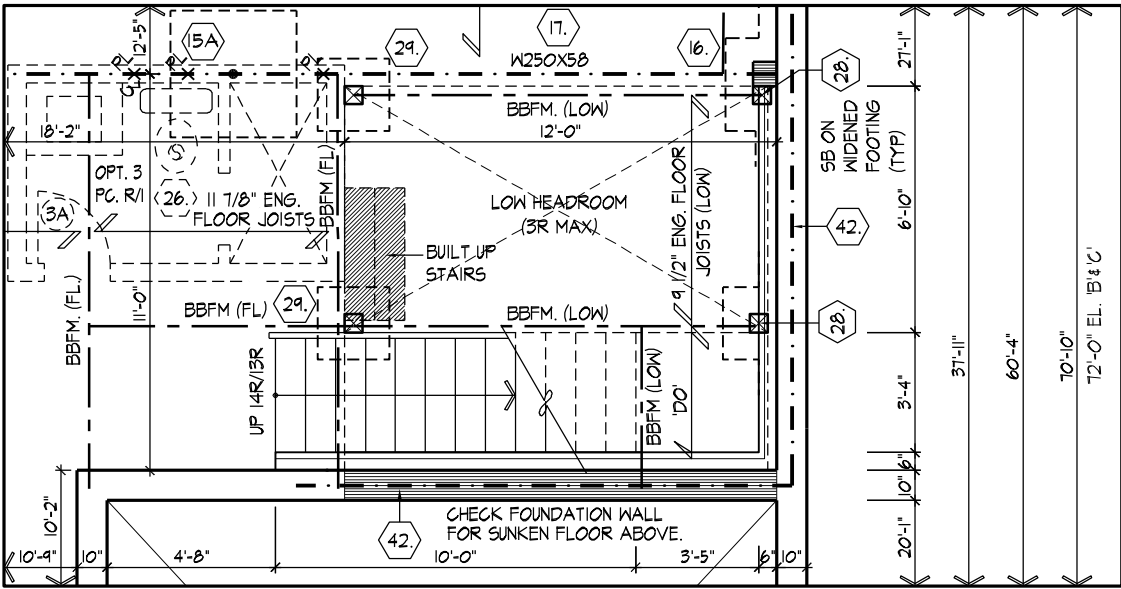 12'-5"
15A
29.
17.
W250X58
16.
27'-1"
28.
PL
PL
PL
G
BBFM. (LOW)
18'-2"
12'-0"
SB ON
WIDENED
FOOTING
(TYP)
OPT. 3
PC. R/I
26.
S
3A
11 7/8" ENG.
FLOOR JOISTS
BBFM (FL)
LOW HEADROOM
(3R MAX)
9 1/2" ENG. FLOOR
JOISTS (LOW)
6'-10"
42.
BUILT UP
STAIRS
BBFM. (FL.)
11'-0"
BBFM (FL)
29.
BBFM. (LOW)
28.
37'-11"
60'-4"
70'-10"
72'-0" EL. 'B'&'C'
UP 14R/13R
BBFM (LOW)
'DO'
3'-4"
6"
10"
10'-2"
42.
CHECK FOUNDATION WALL
FOR SUNKEN FLOOR ABOVE.
20'-1"
10'-9"
10"
4'-8"
10'-0"
3'-5"
6"
10"